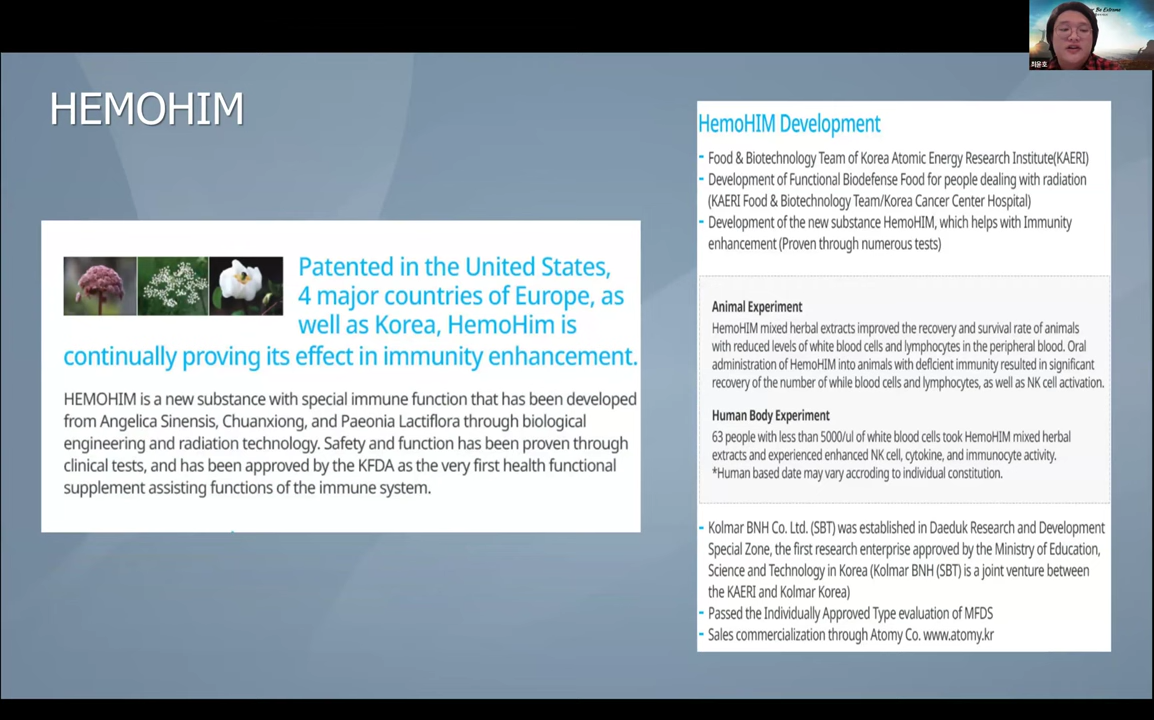 HEMOHIM
Patented in the United States,
4 major countries of Europe, as
well as Korea, HemoHim is
continually proving its effect in immunity enhancement.
HEMOHIM is a new substance with special immune function that has been developed
from Angelica Sinensis, Chuanxiong, and Paeonia Lactiflora through biological
engineering and radiation technology. Safety and function has been proven through
clinical tests, and has been approved by the KFDA as the very first health functional
supplement assisting functions of the immune system.
HemoHIM Development
- Food & Biotechnology Team of Korea Atomic Energy Research Institute(KAERI)
- Development of Functional Biodefense Food for people dealing with radiation
(KAERI Food & Biotechnology Team/Korea Cancer Center Hospital)
- Development of the new substance HemoHIM, which helps with Immunity
enhancement (Proven through numerous tests)
Animal Experiment
HemoHIM mixed herbal extracts improved the recovery and survival rate of animals
with reduced levels of white blood cells and lymphocytes in the peripheral blood. Oral
administration of HemoHIM into animals with deficient immunity resulted in significant
recovery of the number of while blood cells and lymphocytes, as well as NK cell activation.
Human Body Experiment
63 people with less than 5000/ul of white blood cells took HemoHIM mixed herbal
extracts and experienced enhanced NK cell, cytokine, and immunocyte activity.
*Human based date may vary accroding to individual constitution.
- Kolmar BNH Co. Ltd. (SBT) was established in Daeduk Research and Development
Special Zone, the first research enterprise approved by the Ministry of Education,
Science and Technology in Korea (Kolmar BNH (SBT) is a joint venture between
the KAERI and Kolmar Korea)
- Passed the Individually Approved Type evaluation of MFDS
- Sales commercialization through Atomy Co. www.atomy.kr
Be Extreme
최윤호